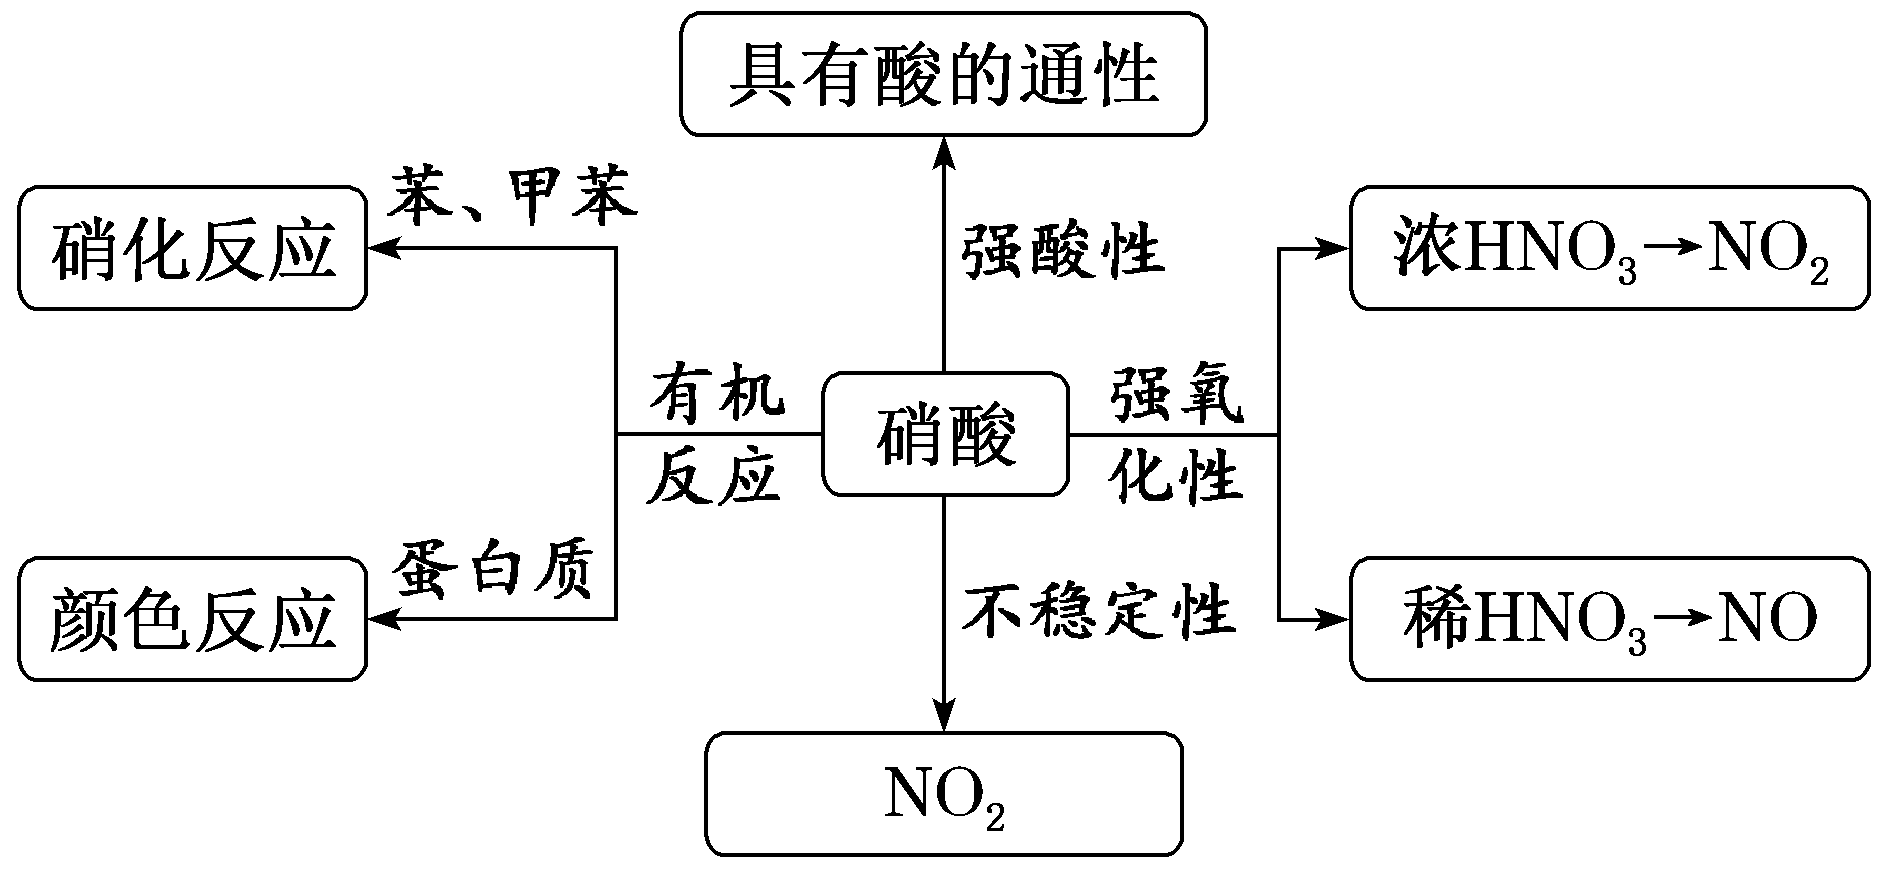 具有酸的通性
苯、甲苯
硝化反应
强酸性
浓HNO₃→NO₂
有机
反应
硝酸
强氧
化性
蛋白质
颜色反应
不稳定性
稀HNO₃→NO
NO₂